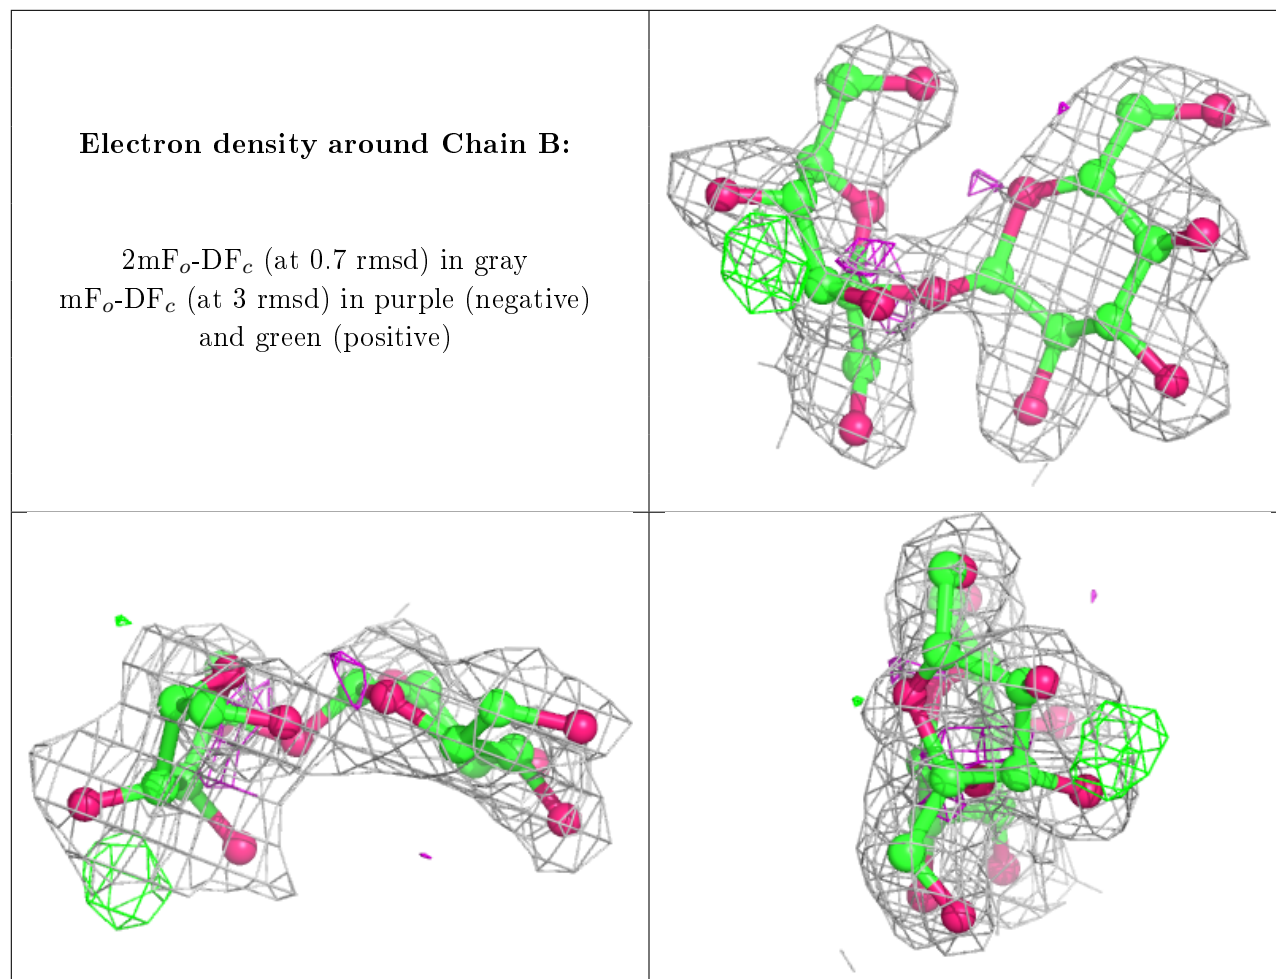 Electron density around Chain B:
2mFₒ-DF𝒸 (at 0.7 rmsd) in gray
mFₒ-DF𝒸 (at 3 rmsd) in purple (negative)
and green (positive)